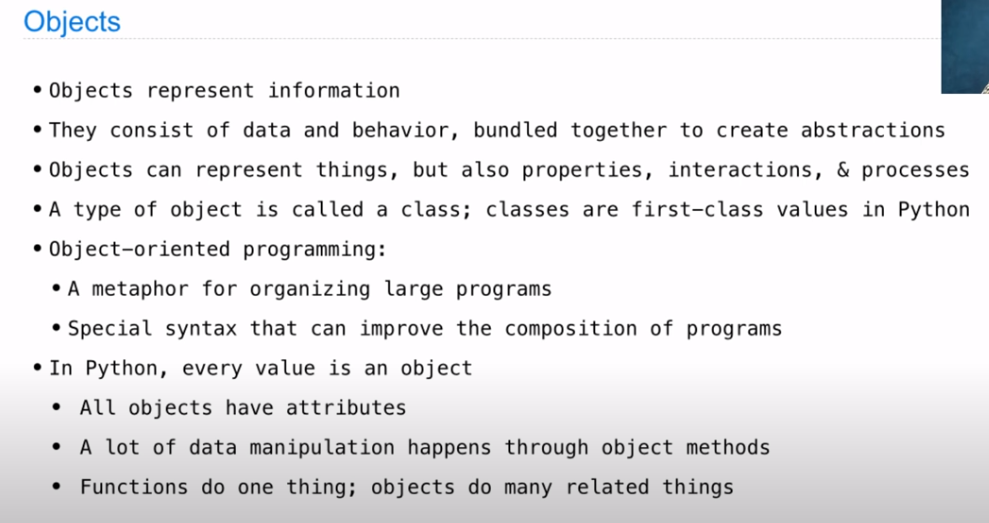 Objects
• Objects represent information
• They consist of data and behavior, bundled together to create abstractions
• Objects can represent things, but also properties, interactions, & processes
• A type of object is called a class; classes are first-class values in Python
• Object-oriented programming:
• A metaphor for organizing large programs
• Special syntax that can improve the composition of programs
• In Python, every value is an object
• All objects have attributes
• A lot of data manipulation happens through object methods
• Functions do one thing; objects do many related things